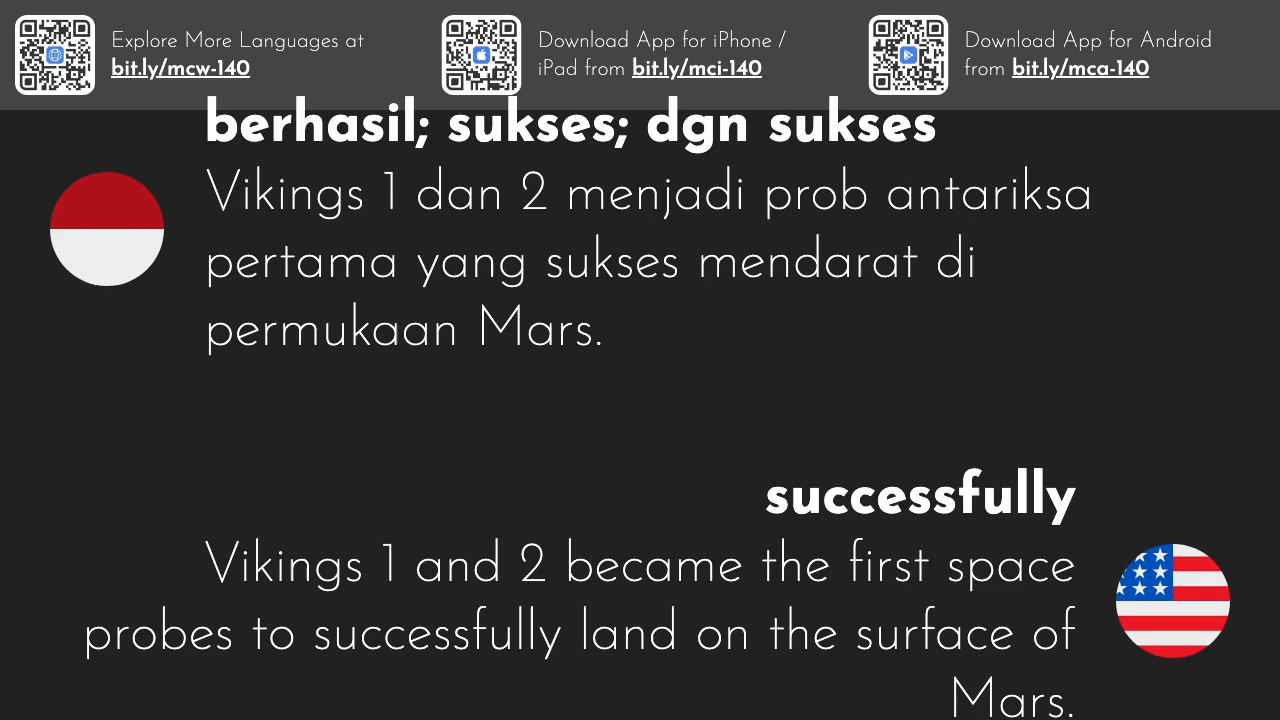 Explore More Languages at
bit.ly/mcw-140
Download App for iPhone /
iPad from bit.ly/mci-140
Download App for Android
from bit.ly/mca-140
berhasil; sukses; dgn sukses
Vikings 1 dan 2 menjadi prob antariksa
pertama yang sukses mendarat di
permukaan Mars.
successfully
Vikings 1 and 2 became the first space
probes to successfully land on the surface of
Mars.